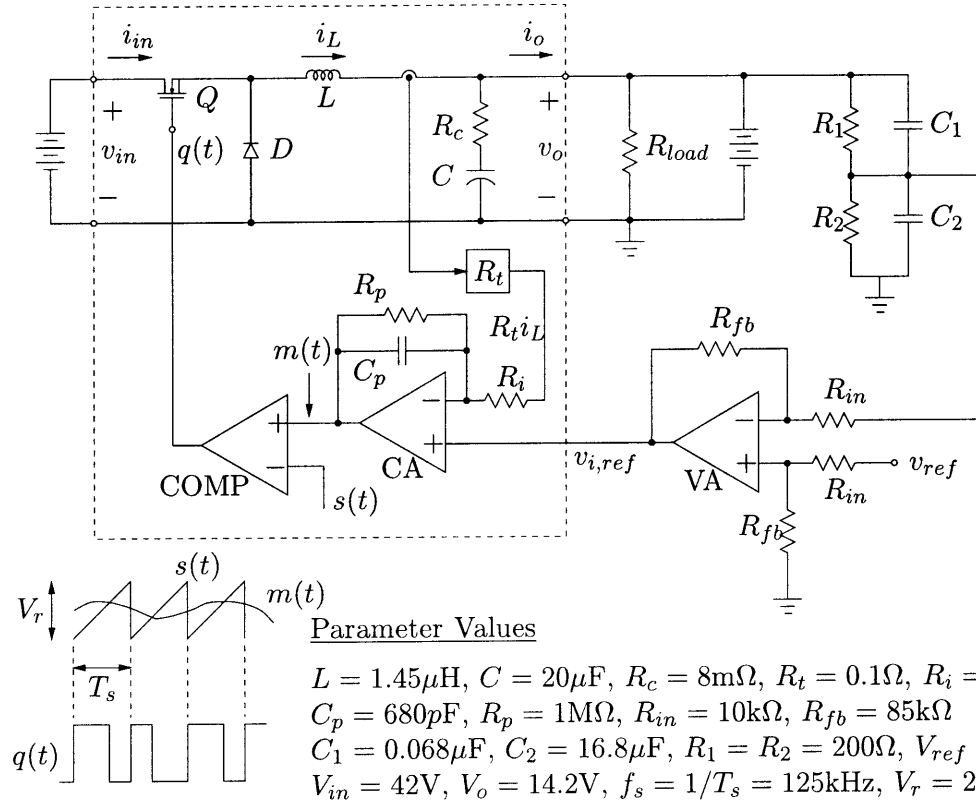 i_in
i_L
i_o
Q
L
+
R_c
+
R_1
C_1
v_in
q(t)
D
C
v_o
R_load
−
−
R_2
C_2
R_p
R_t
R_t i_L
R_fb
m(t)
C_p
R_i
R_in
−
−
+
+
CA
v_i,ref
+
v_ref
COMP
−
VA
R_in
s(t)
R_fb
s(t)
V_r
m(t)
T_s
q(t)
Parameter Values
L = 1.45μH, C = 20μF, R_c = 8mΩ, R_t = 0.1Ω, R_i =
C_p = 680pF, R_p = 1MΩ, R_in = 10kΩ, R_fb = 85kΩ
C_1 = 0.068μF, C_2 = 16.8μF, R_1 = R_2 = 200Ω, V_ref
V_in = 42V, V_o = 14.2V, f_s = 1/T_s = 125kHz, V_r = 2